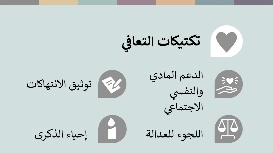 تكتيكات التعافي
الدعم المادي
والنفسي
الاجتماعي
توثيق الانتهاكات
اللجوء للعدالة
إحياء الذكرى